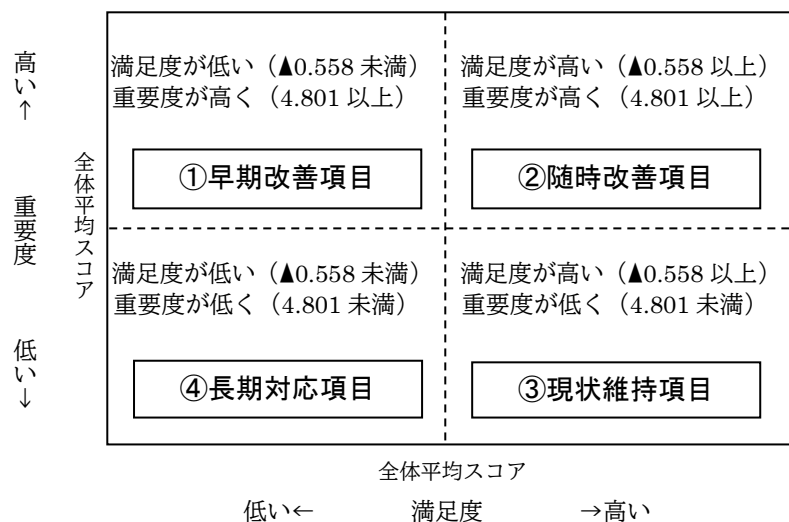 高い↑
重要度
低い↓
全体平均スコア
満足度が低い（▲0.558 未満）
重要度が高く（4.801 以上）
①早期改善項目
満足度が高い（▲0.558 以上）
重要度が高く（4.801 以上）
②随時改善項目
満足度が低い（▲0.558 未満）
重要度が低く（4.801 未満）
④長期対応項目
満足度が高い（▲0.558 以上）
重要度が低く（4.801 未満）
③現状維持項目
全体平均スコア
低い← 満足度 →高い